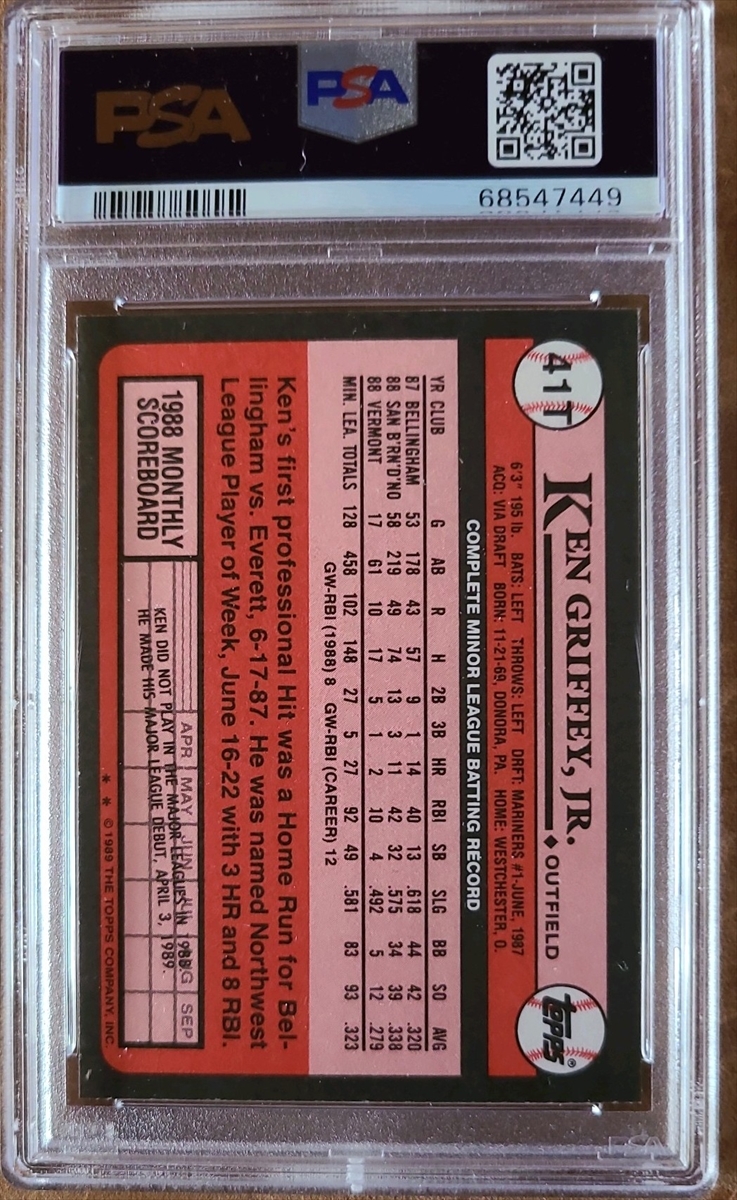 PSA
PSA
68547449
41T
KEN GRIFFEY, JR. ♦ OUTFIELD
topps®
6'3" 195 lb. BATS: LEFT THROWS: LEFT DRFT: MARINERS #1-JUNE, 1987
ACQ: VIA DRAFT BORN: 11-21-69, DONORA, PA. HOME: WESTCHESTER, O.
COMPLETE MINOR LEAGUE BATTING RECORD
YR CLUB G AB R H 2B 3B HR RBI SB SLG BB SO AVG
87 BELLINGHAM 53 178 43 57 9 1 14 40 13 .618 44 42 .320
88 SAN B'RN'D'NO 58 219 49 74 13 3 11 42 32 .575 34 39 .338
88 VERMONT 17 61 10 17 5 1 2 10 4 .492 5 12 .279
MIN. LEA. TOTALS 128 458 102 148 27 5 27 92 49 .581 83 93 .323
GW-RBI (1988) 8 GW-RBI (CAREER) 12
Ken's first professional Hit was a Home Run for Bel-
lingham vs. Everett, 6-17-87. He was named Northwest
League Player of Week, June 16-22 with 3 HR and 8 RBI.
1988 MONTHLY
SCOREBOARD
APR MAY JUN JUL AUG SEP
KEN DID NOT PLAY IN THE MAJOR LEAGUES IN 1988.
HE MADE HIS MAJOR LEAGUE DEBUT, APRIL 3, 1989.
* * © 1989 THE TOPPS COMPANY, INC.
PSA